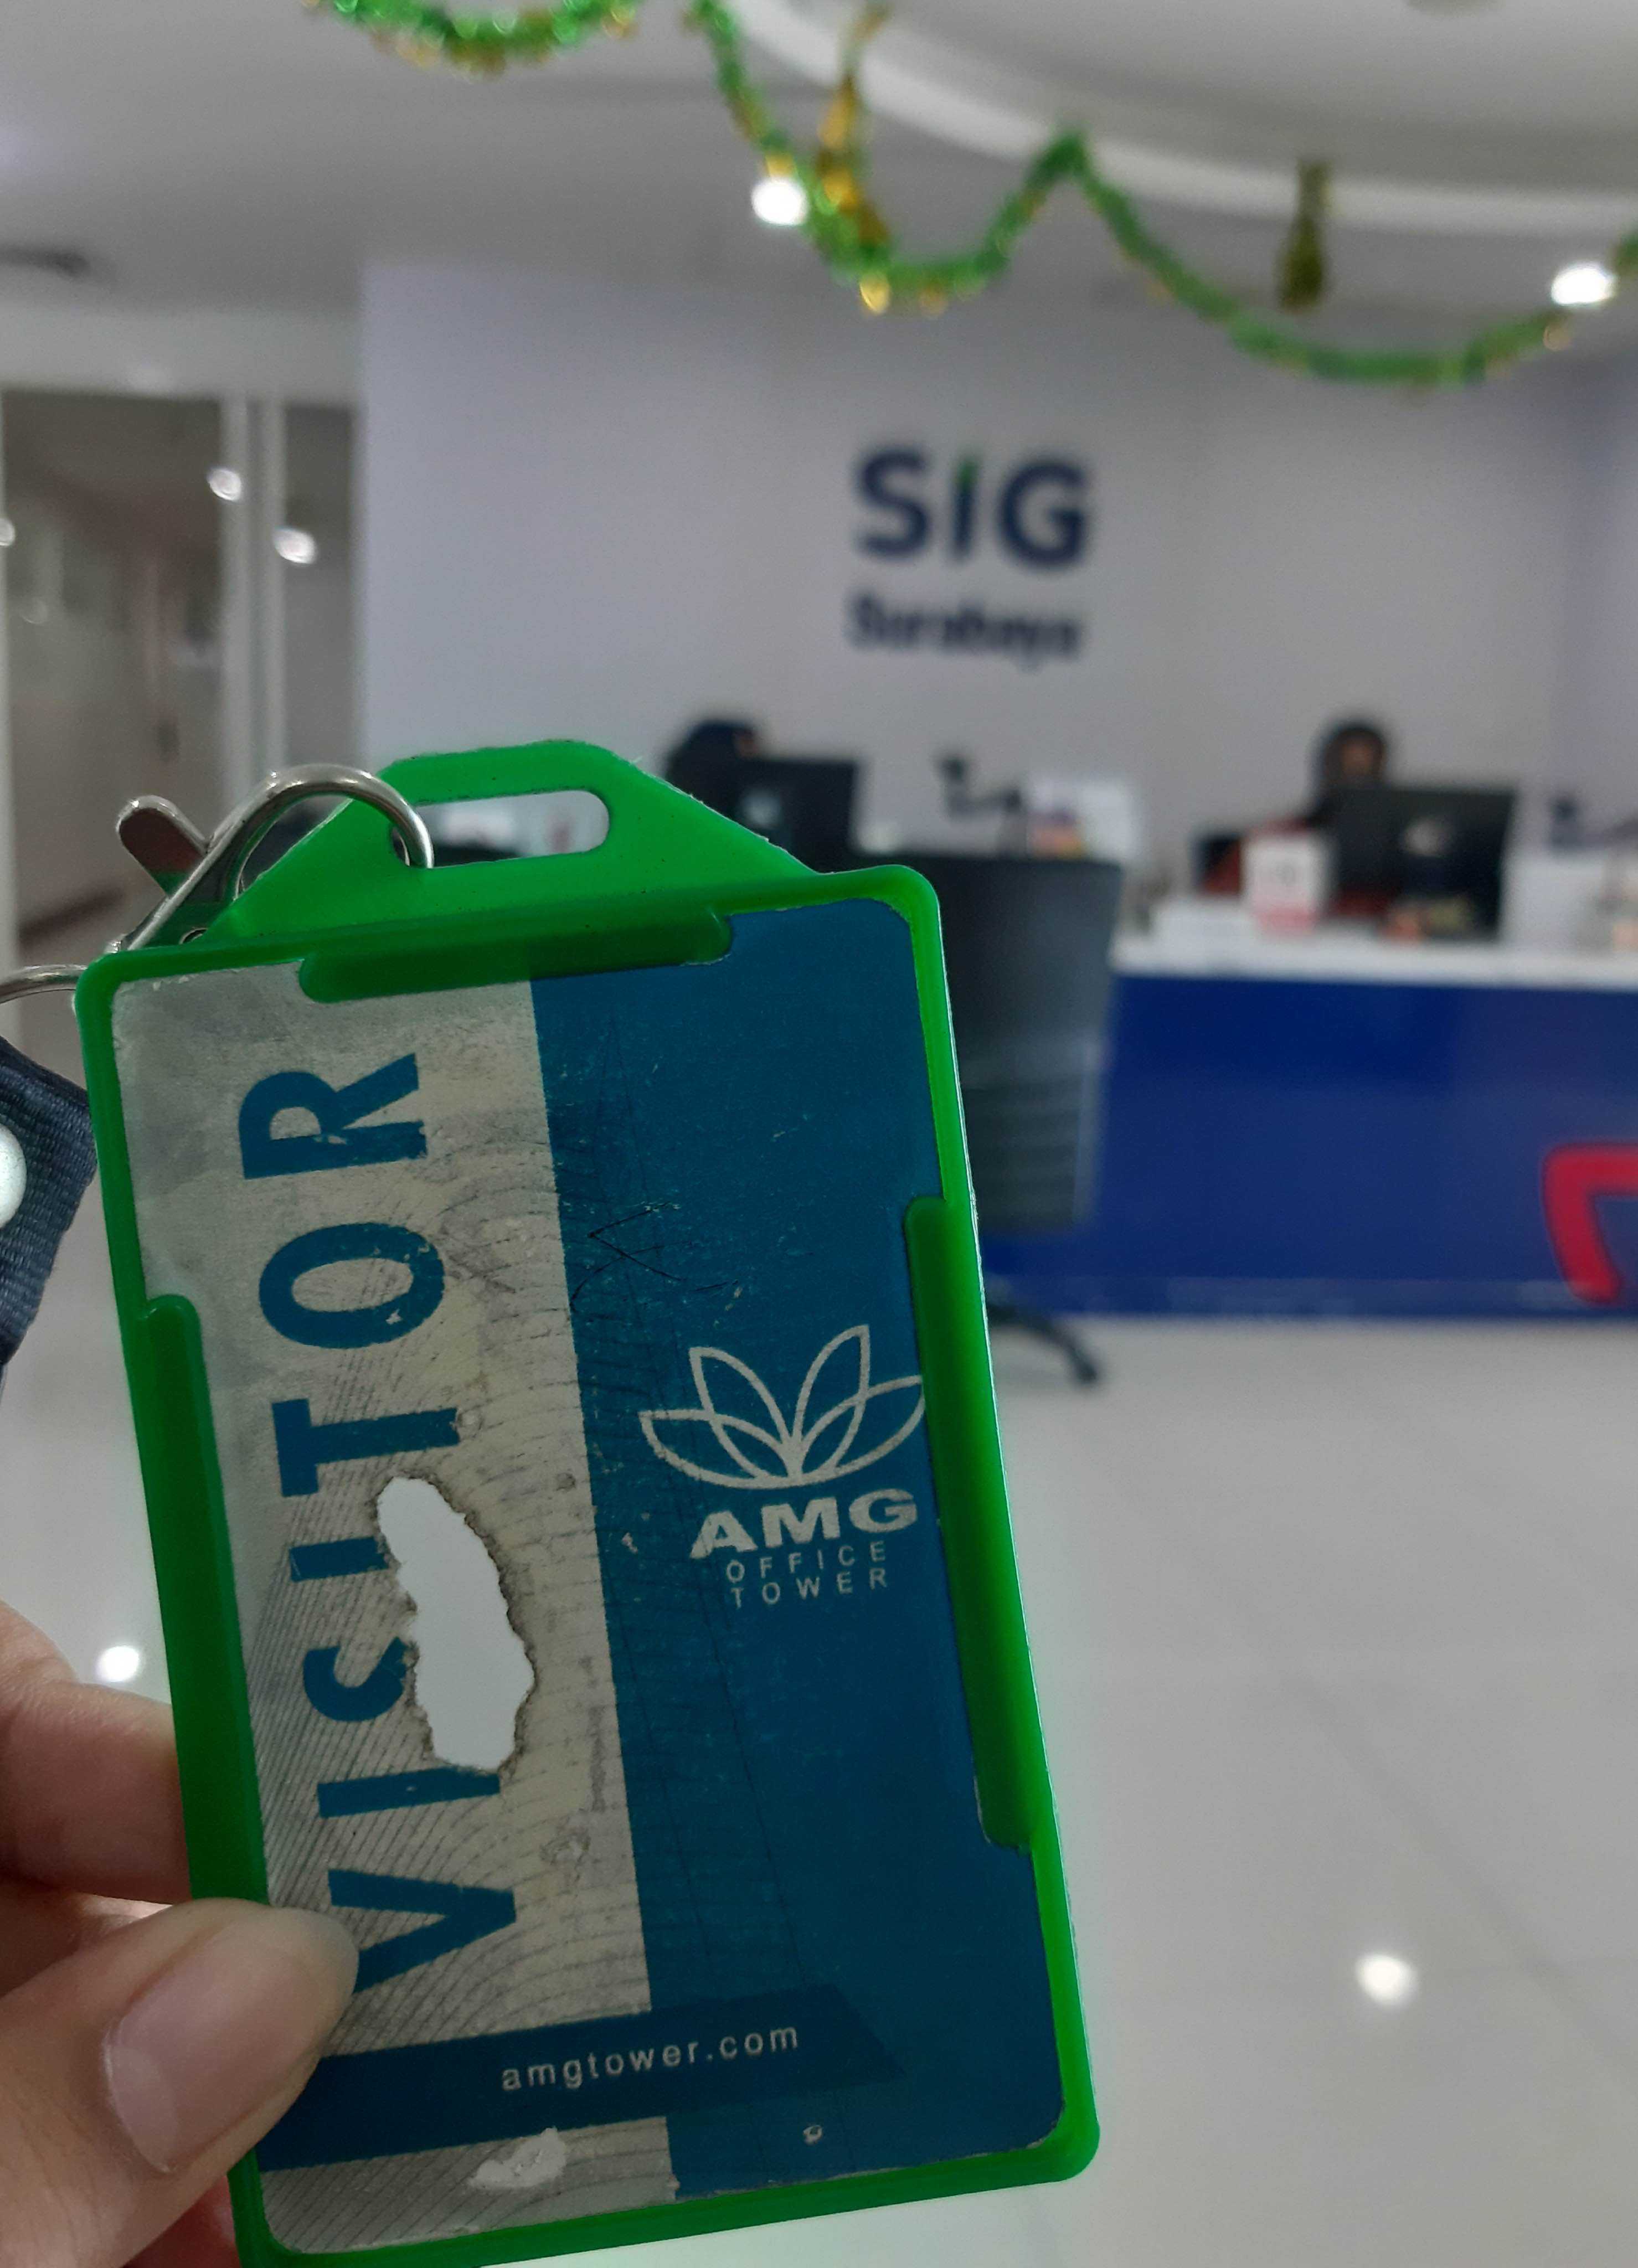 SIG
Surabaya
VISITOR
AMG
OFFICE
TOWER
amgtower.com